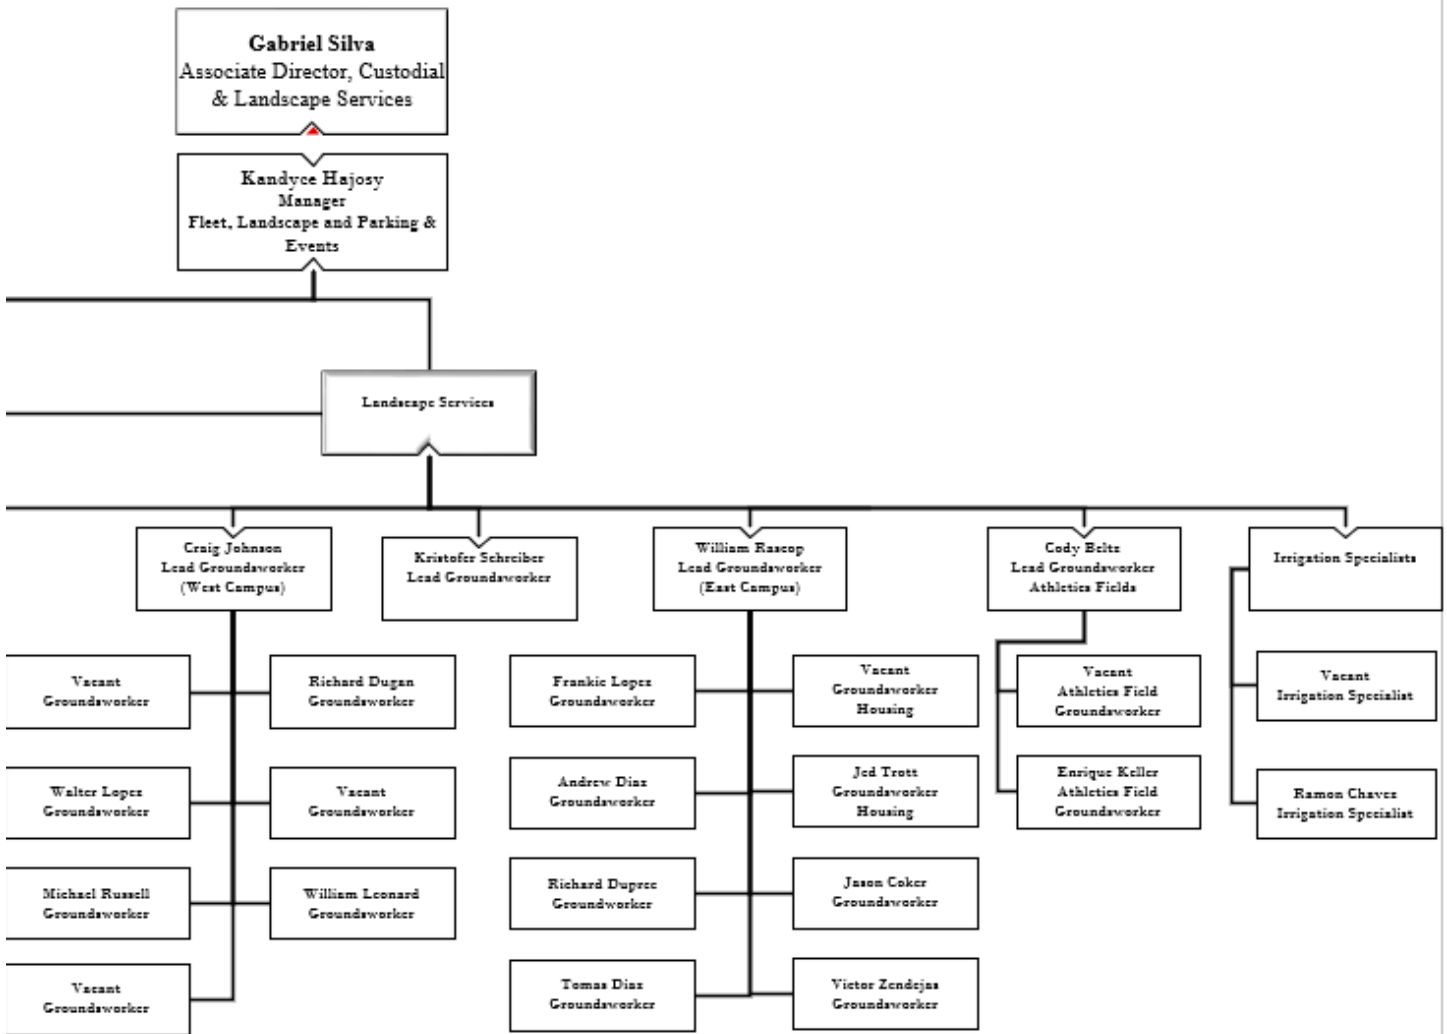 Gabriel Silva
Associate Director, Custodial
& Landscape Services
Kandyce Hajosy
Manager
Fleet, Landscape and Parking &
Events
Landscape Services
Craig Johnson
Lead Groundsworker
(West Campus)
Kristofer Schreiber
Lead Groundsworker
William Rascop
Lead Groundsworker
(East Campus)
Cody Beltz
Lead Groundsworker
Athletics Fields
Irrigation Specialists
Vacant
Groundsworker
Richard Dugan
Groundsworker
Frankie Lopez
Groundsworker
Vacant
Groundsworker
Housing
Vacant
Athletics Field
Groundsworker
Vacant
Irrigation Specialist
Walter Lopez
Groundsworker
Vacant
Groundsworker
Andrew Diaz
Groundsworker
Jed Trott
Groundsworker
Housing
Enrique Keller
Athletics Field
Groundsworker
Ramon Chavez
Irrigation Specialist
Michael Russell
Groundsworker
William Leonard
Groundsworker
Richard Dupree
Groundworker
Jason Coker
Groundsworker
Vacant
Groundsworker
Tomas Diaz
Groundsworker
Victor Zendejas
Groundsworker